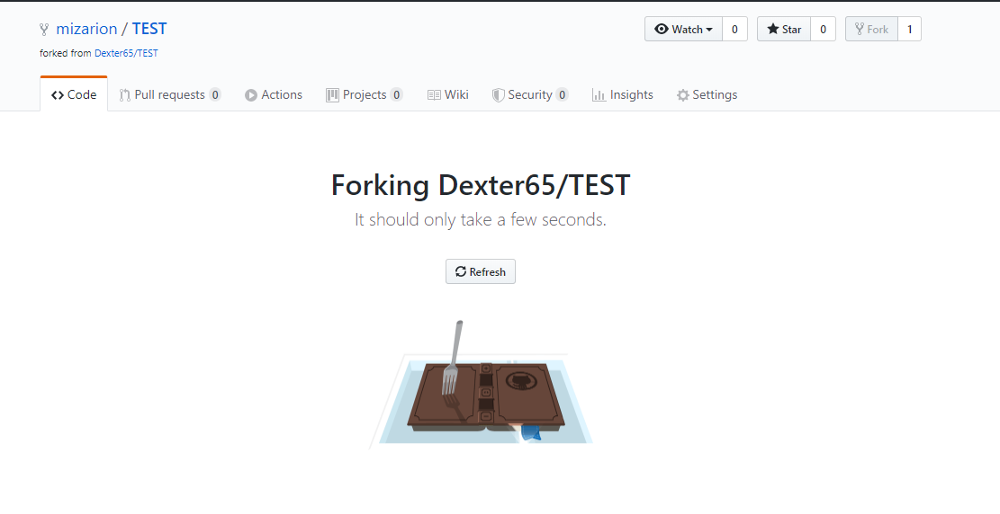 mizarion / TEST
Watch 0 Star 0 Fork 1
forked from Dexter65/TEST
Code Pull requests 0 Actions Projects 0 Wiki Security 0 Insights Settings
Forking Dexter65/TEST
It should only take a few seconds.
Refresh